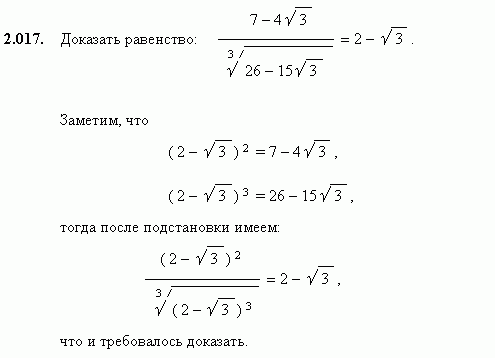 2.017. Доказать равенство: $\frac{7-4\sqrt{3}}{\sqrt[3]{26-15\sqrt{3}}}=2-\sqrt{3}$.
Заметим, что
$(2-\sqrt{3})^2=7-4\sqrt{3}$,
$(2-\sqrt{3})^3=26-15\sqrt{3}$,
тогда после подстановки имеем:
$\frac{(2-\sqrt{3})^2}{\sqrt[3]{(2-\sqrt{3})^3}}=2-\sqrt{3}$,
что и требовалось доказать.